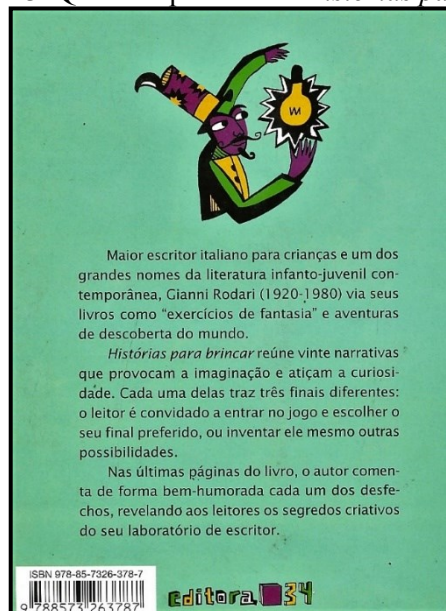 Maior escritor italiano para crianças e um dos
grandes nomes da literatura infanto-juvenil con-
temporânea, Gianni Rodari (1920-1980) via seus
livros como "exercícios de fantasia" e aventuras
de descoberta do mundo.
Histórias para brincar reúne vinte narrativas
que provocam a imaginação e atiçam a curiosi-
dade. Cada uma delas traz três finais diferentes:
o leitor é convidado a entrar no jogo e escolher o
seu final preferido, ou inventar ele mesmo outras
possibilidades.
Nas últimas páginas do livro, o autor comen-
ta de forma bem-humorada cada um dos desfe-
chos, revelando aos leitores os segredos criativos
do seu laboratório de escritor.
ISBN 978-85-7326-378-7
9 788573 263787
editora 34